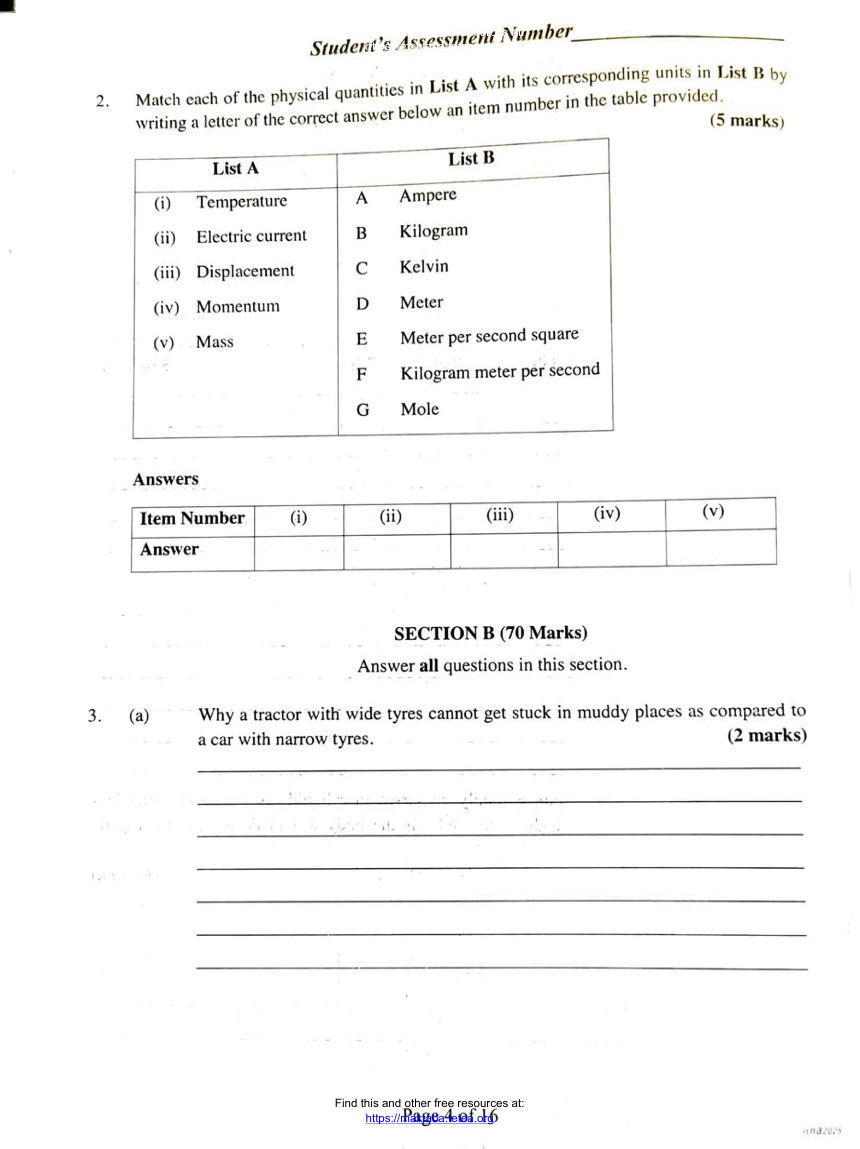 Student's Assessment Number
2. Match each of the physical quantities in List A with its corresponding units in List B by
writing a letter of the correct answer below an item number in the table provided.
(5 marks)
List A List B
(i) Temperature A Ampere
(ii) Electric current B Kilogram
(iii) Displacement C Kelvin
(iv) Momentum D Meter
(v) Mass E Meter per second square
F Kilogram meter per second
G Mole
Answers
Item Number (i) (ii) (iii) (iv) (v)
Answer
SECTION B (70 Marks)
Answer all questions in this section.
3. (a) Why a tractor with wide tyres cannot get stuck in muddy places as compared to
a car with narrow tyres. (2 marks)
Find this and other free resources at:
Page 4 of 16